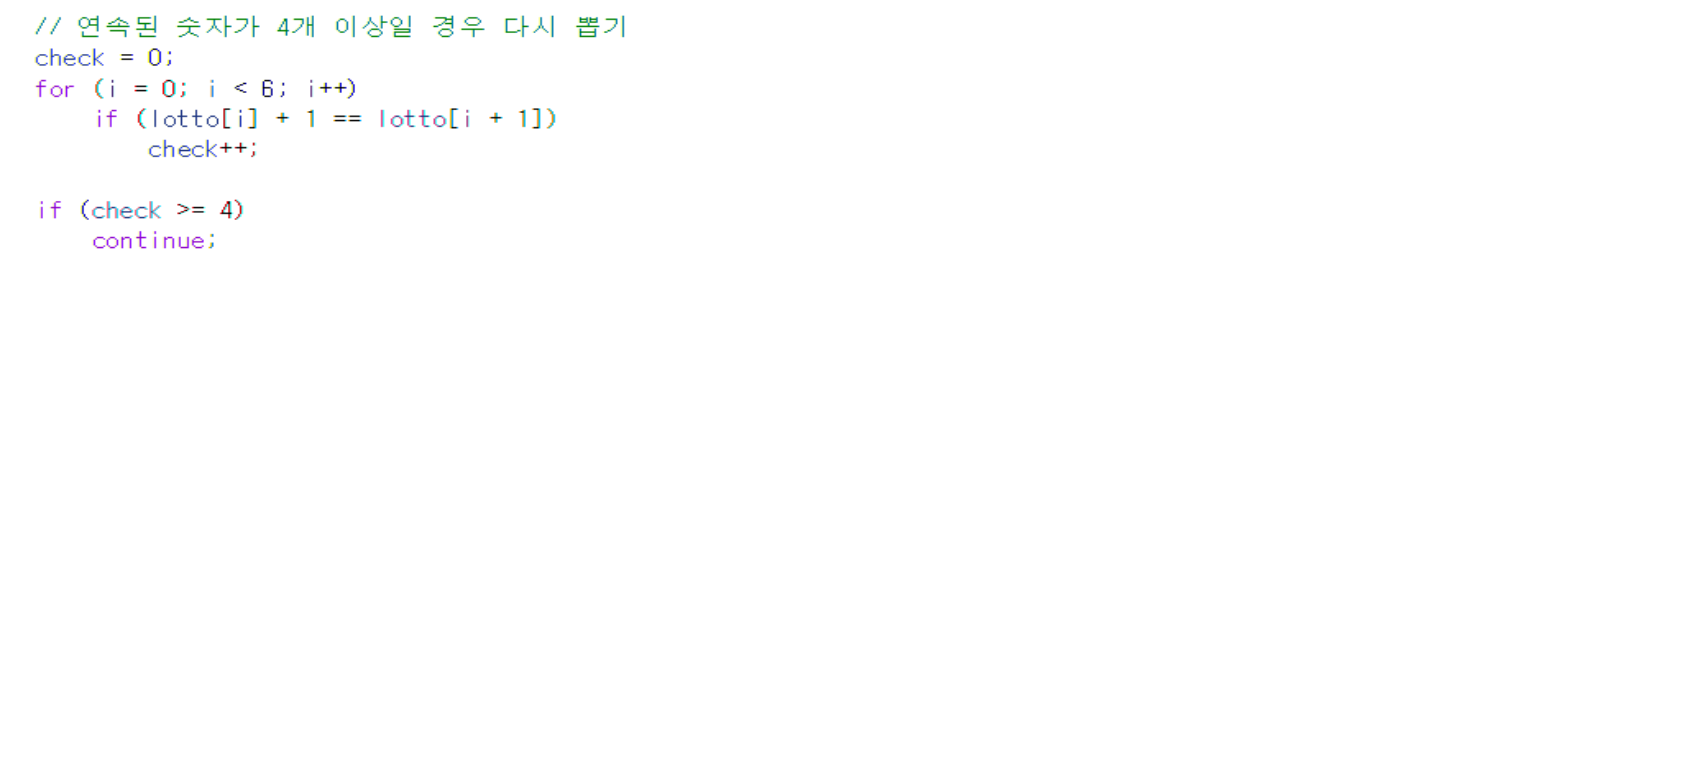 // 연속된 숫자가 4개 이상일 경우 다시 뽑기
check = 0;
for (i = 0; i < 6; i++)
    if (lotto[i] + 1 == lotto[i + 1])
        check++;

if (check >= 4)
    continue;